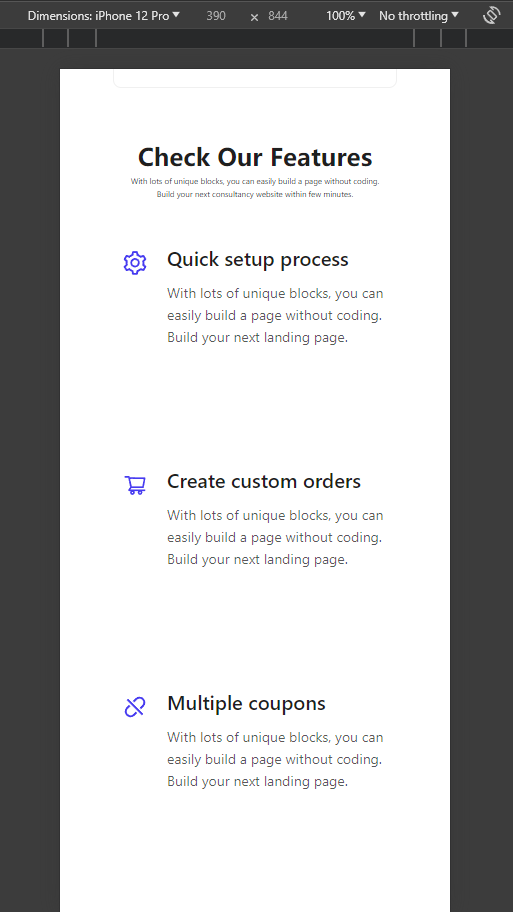 Dimensions: iPhone 12 Pro 390 × 844 100% No throttling
Check Our Features
With lots of unique blocks, you can easily build a page without coding.
Build your next consultancy website within few minutes.
Quick setup process
With lots of unique blocks, you can
easily build a page without coding.
Build your next landing page.
Create custom orders
With lots of unique blocks, you can
easily build a page without coding.
Build your next landing page.
Multiple coupons
With lots of unique blocks, you can
easily build a page without coding.
Build your next landing page.